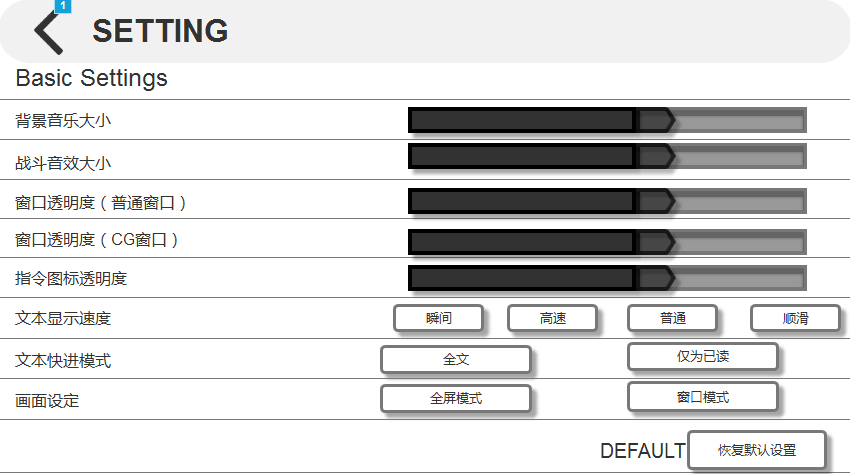 1
SETTING
Basic Settings
背景音乐大小
战斗音效大小
窗口透明度（普通窗口）
窗口透明度（CG窗口）
指令图标透明度
文本显示速度 瞬间 高速 普通 顺滑
文本快进模式 全文 仅为已读
画面设定 全屏模式 窗口模式
DEFAULT 恢复默认设置